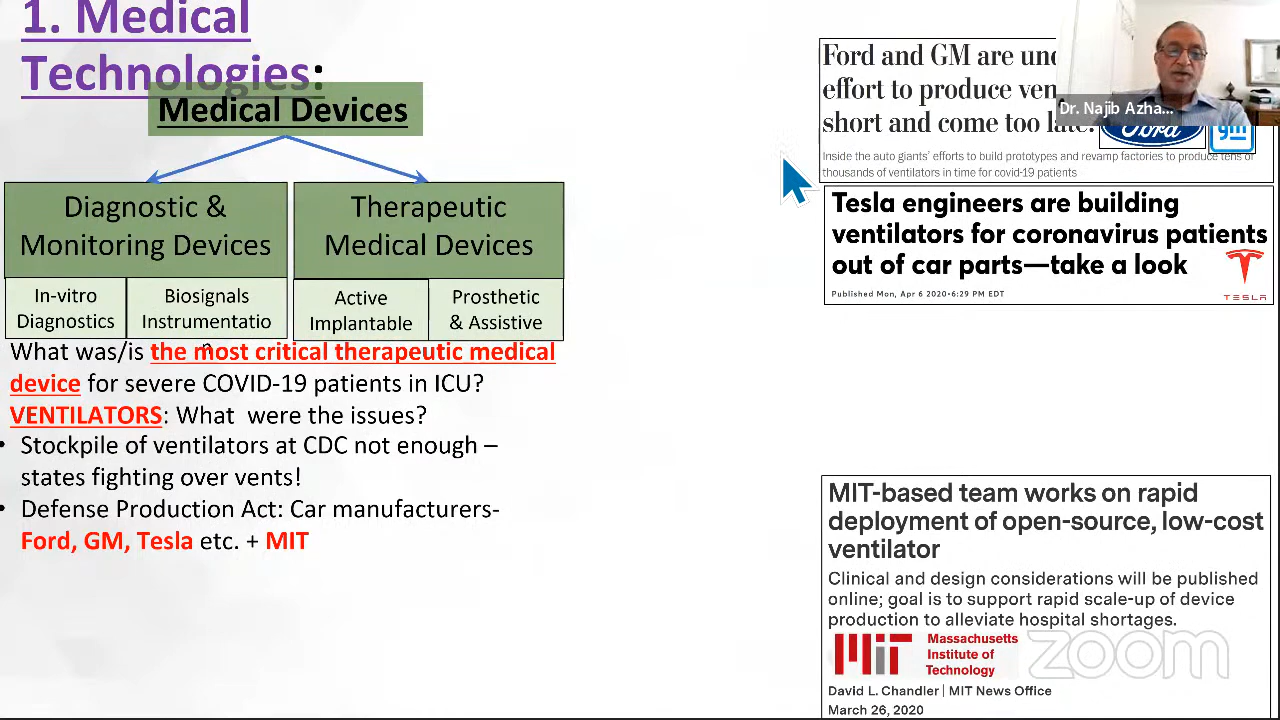 1. Medical
Technologies:
Medical Devices
Diagnostic &
Monitoring Devices
Therapeutic
Medical Devices
In-vitro
Diagnostics
Biosignals
Instrumentatio
n
Active
Implantable
Prosthetic
& Assistive
What was/is the most critical therapeutic medical
device for severe COVID-19 patients in ICU?
VENTILATORS: What were the issues?
• Stockpile of ventilators at CDC not enough –
states fighting over vents!
• Defense Production Act: Car manufacturers-
Ford, GM, Tesla etc. + MIT
Ford and GM are
effort to produce
short and come too late.
Ford
gm
Inside the auto giants’ efforts to build prototypes and revamp factories to produce tens of
thousands of ventilators in time for covid-19 patients
Dr. Najib Azha...
Tesla engineers are building
ventilators for coronavirus patients
out of car parts—take a look
Published Mon, Apr 6 2020•6:29 PM EDT
TESLA
MIT-based team works on rapid
deployment of open-source, low-cost
ventilator
Clinical and design considerations will be published
online; goal is to support rapid scale-up of device
production to alleviate hospital shortages.
MIT
Massachusetts
Institute of
Technology
zoom
David L. Chandler | MIT News Office
March 26, 2020